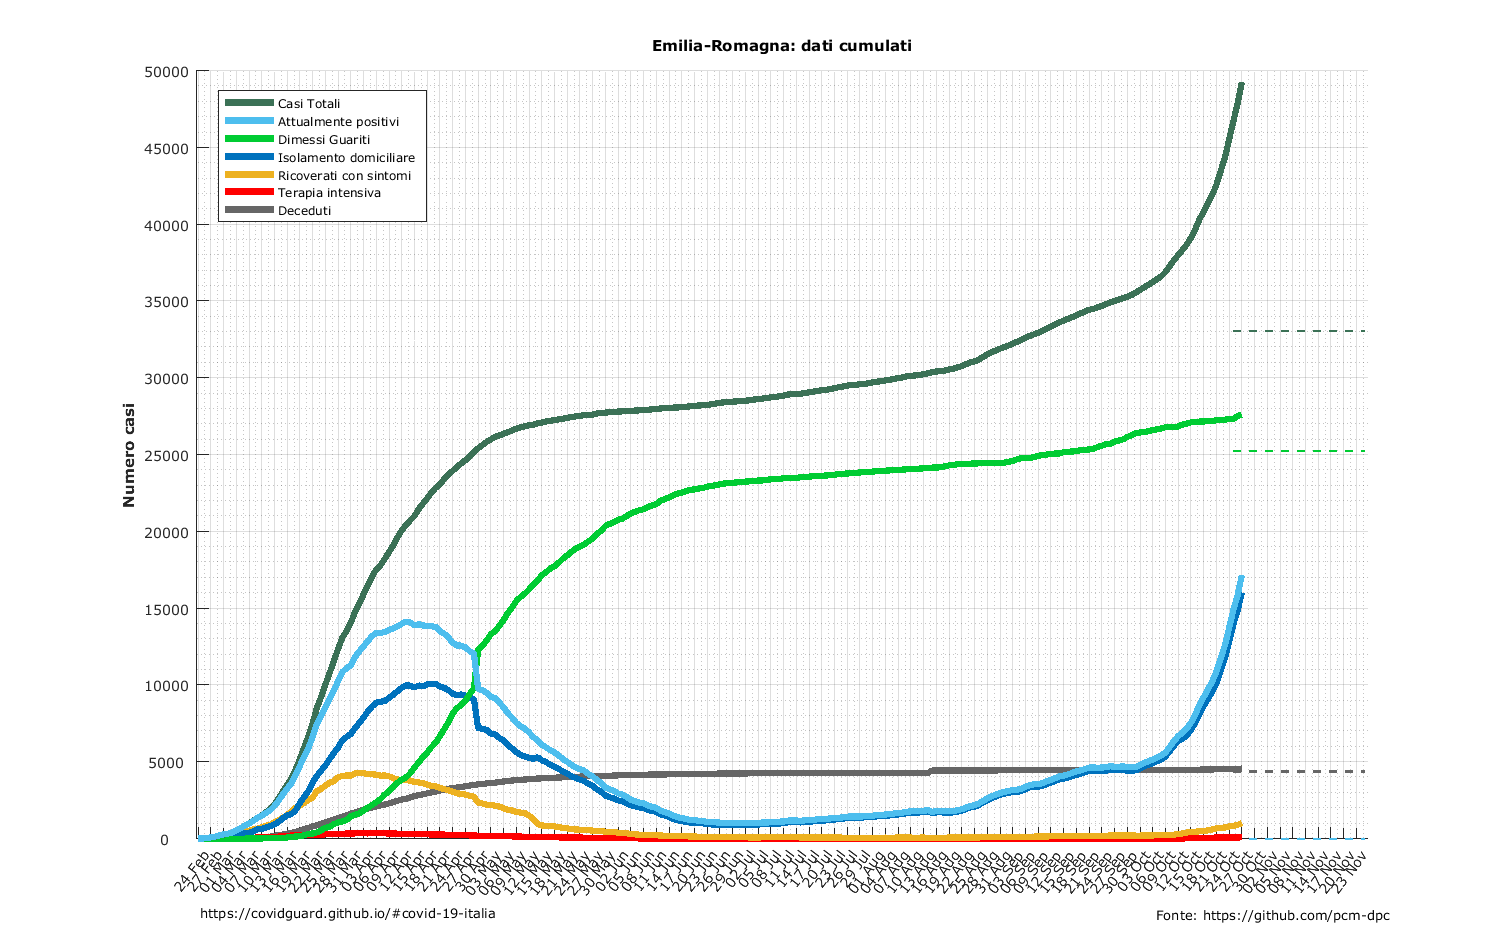 Emilia-Romagna: dati cumulati
50000
45000
40000
35000
30000
25000
20000
15000
10000
5000
0
Numero casi
Casi Totali
Attualmente positivi
Dimessi Guariti
Isolamento domiciliare
Ricoverati con sintomi
Terapia intensiva
Deceduti
24 Feb
27 Feb
01 Mar
04 Mar
07 Mar
10 Mar
13 Mar
16 Mar
19 Mar
22 Mar
25 Mar
28 Mar
31 Mar
03 Apr
06 Apr
09 Apr
12 Apr
15 Apr
18 Apr
21 Apr
24 Apr
27 Apr
30 Apr
03 May
06 May
09 May
12 May
15 May
18 May
21 May
24 May
27 May
30 May
02 Jun
05 Jun
08 Jun
11 Jun
14 Jun
17 Jun
20 Jun
23 Jun
26 Jun
29 Jun
02 Jul
05 Jul
08 Jul
11 Jul
14 Jul
17 Jul
20 Jul
23 Jul
26 Jul
29 Jul
01 Aug
04 Aug
07 Aug
10 Aug
13 Aug
16 Aug
19 Aug
22 Aug
25 Aug
28 Aug
31 Aug
03 Sep
06 Sep
09 Sep
12 Sep
15 Sep
18 Sep
21 Sep
24 Sep
27 Sep
30 Sep
03 Oct
06 Oct
09 Oct
12 Oct
15 Oct
18 Oct
21 Oct
24 Oct
27 Oct
30 Oct
02 Nov
05 Nov
08 Nov
11 Nov
14 Nov
17 Nov
20 Nov
23 Nov
https://covidguard.github.io/#covid-19-italia
Fonte: https://github.com/pcm-dpc